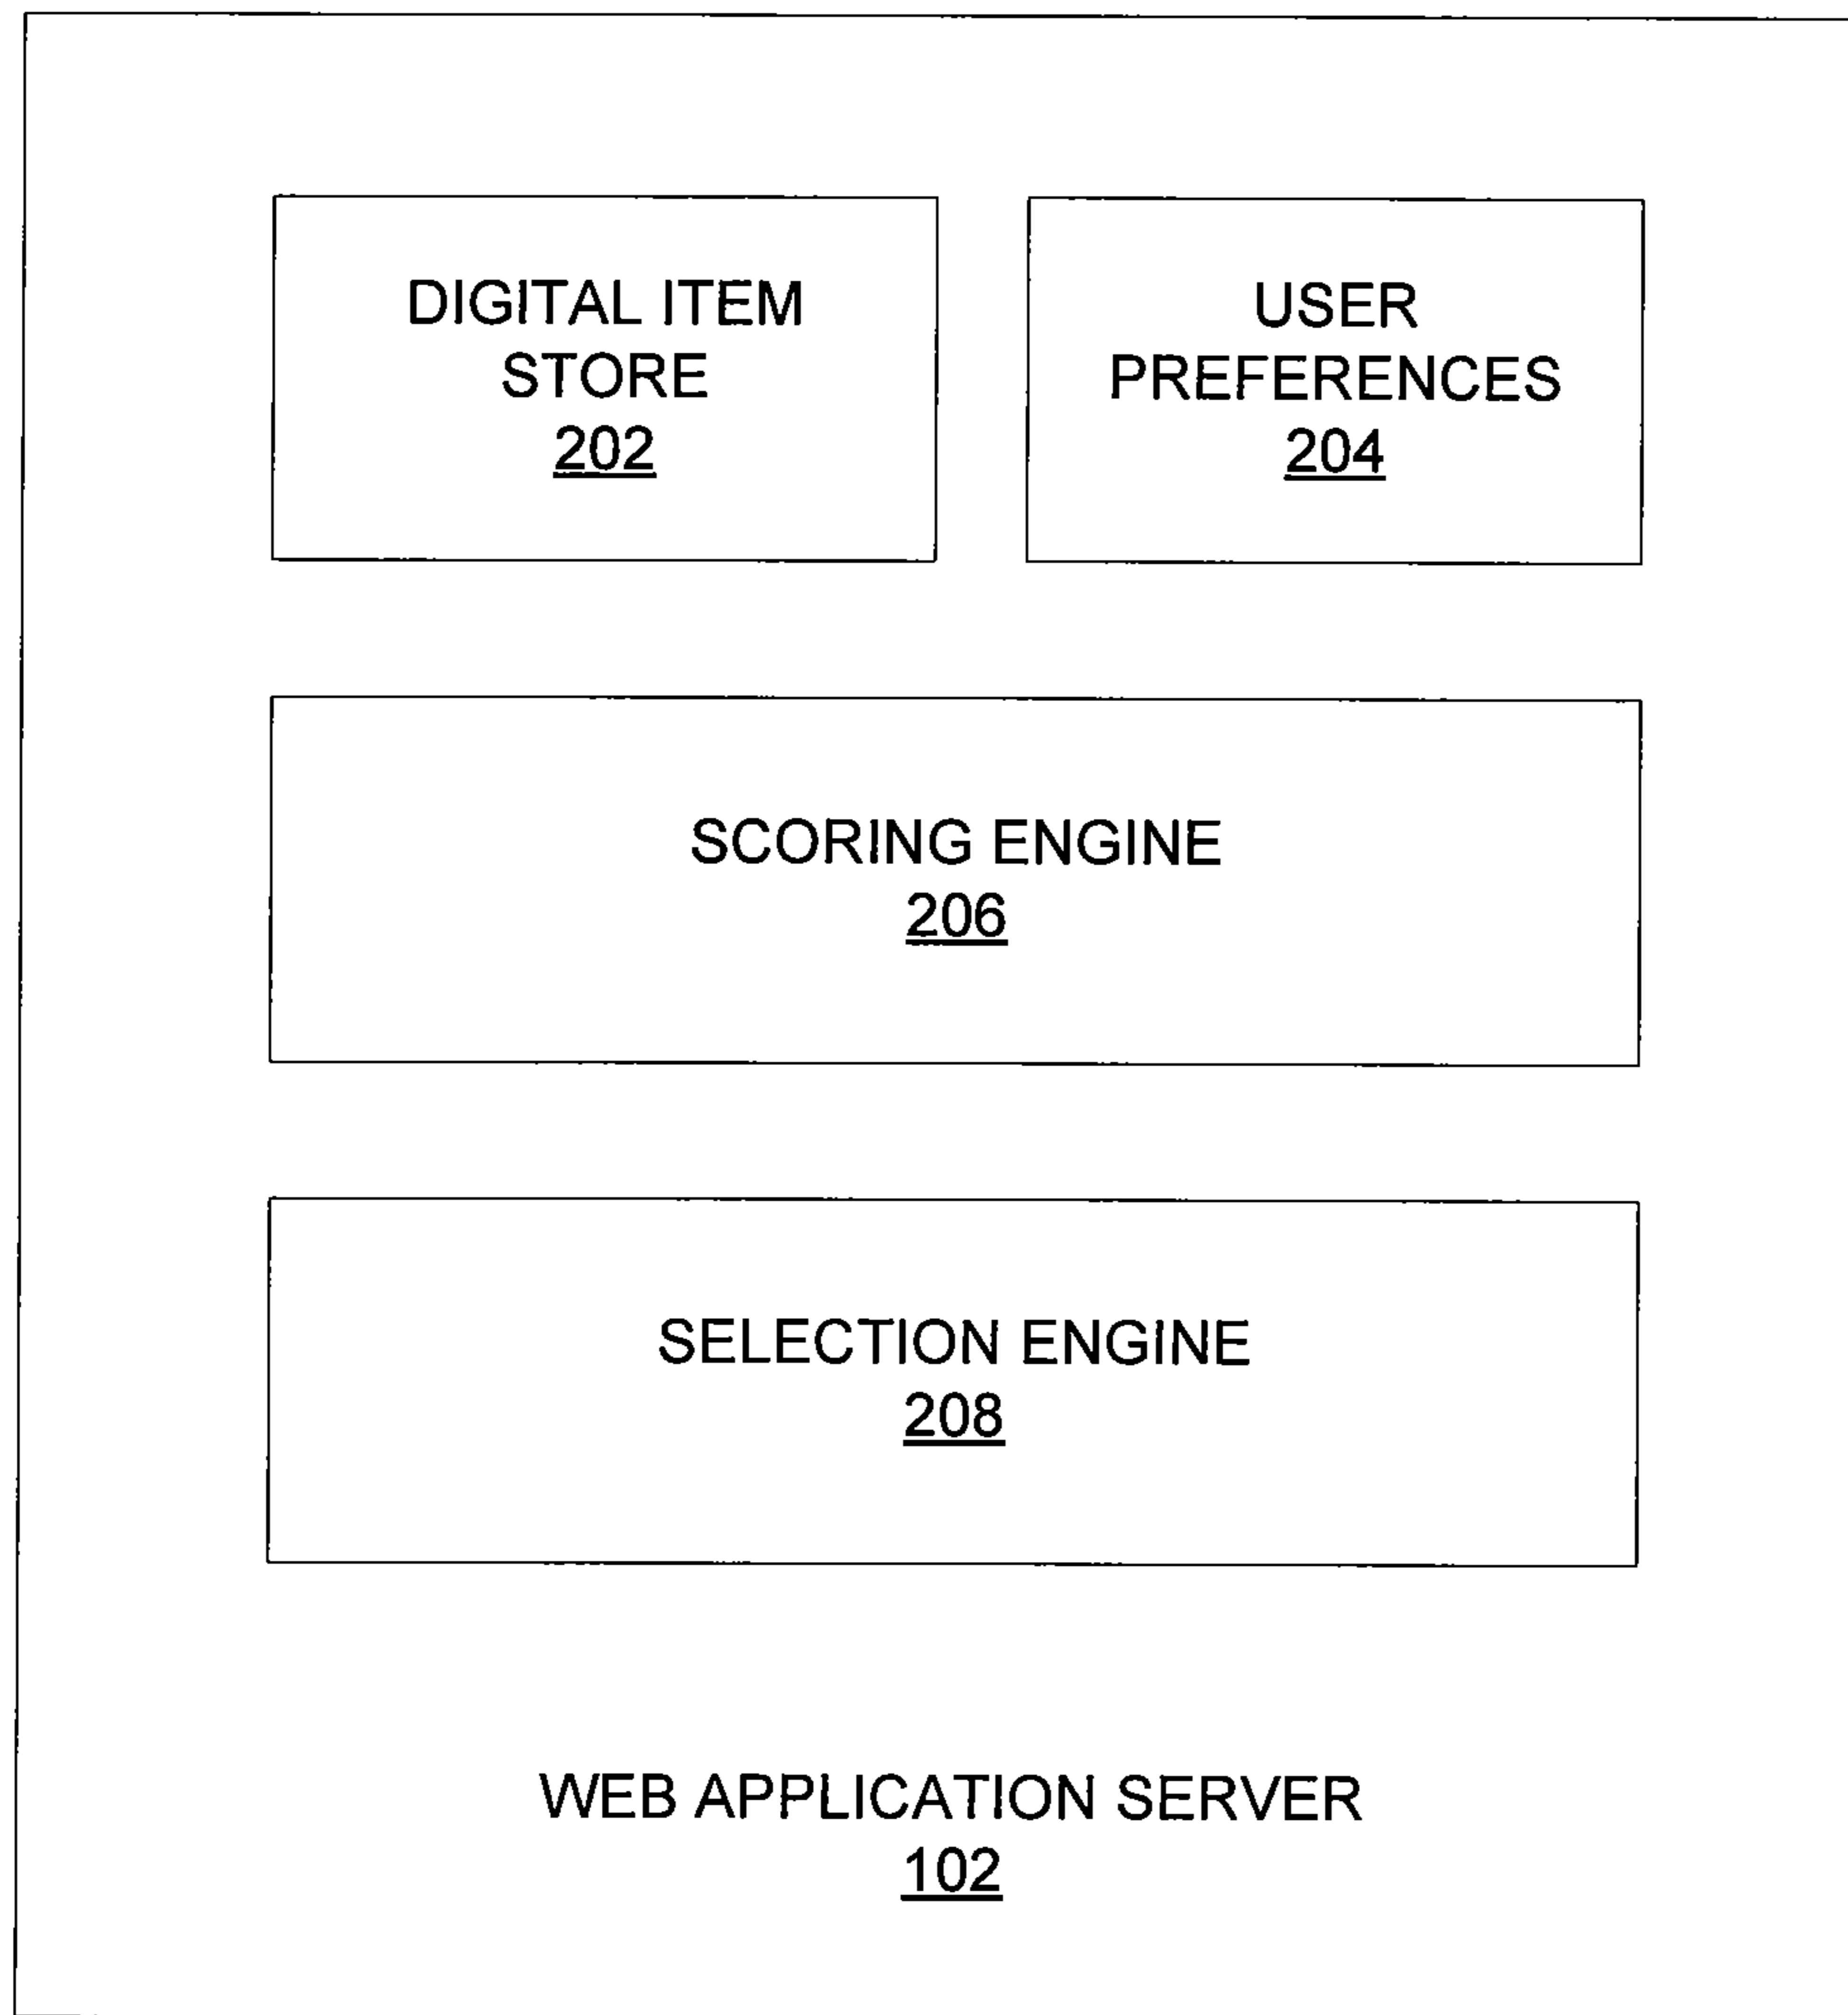 DIGITAL ITEM
STORE
202
USER
PREFERENCES
204
SCORING ENGINE
206
SELECTION ENGINE
208
WEB APPLICATION SERVER
102